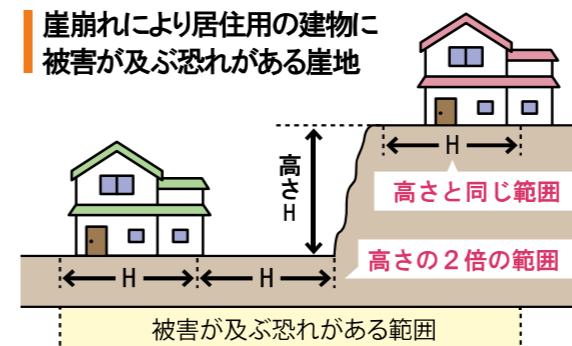 崖崩れにより居住用の建物に
被害が及ぶ恐れがある崖地
H
高さH
高さと同じ範囲
高さの2倍の範囲
H
H
被害が及ぶ恐れがある範囲